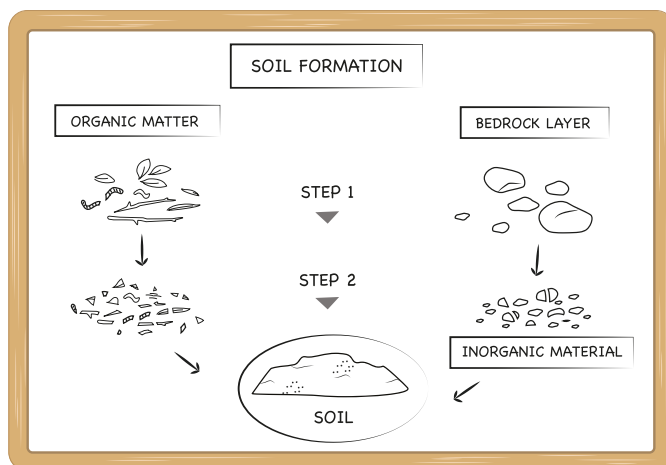 SOIL FORMATION
ORGANIC MATTER
BEDROCK LAYER
STEP 1
STEP 2
INORGANIC MATERIAL
SOIL